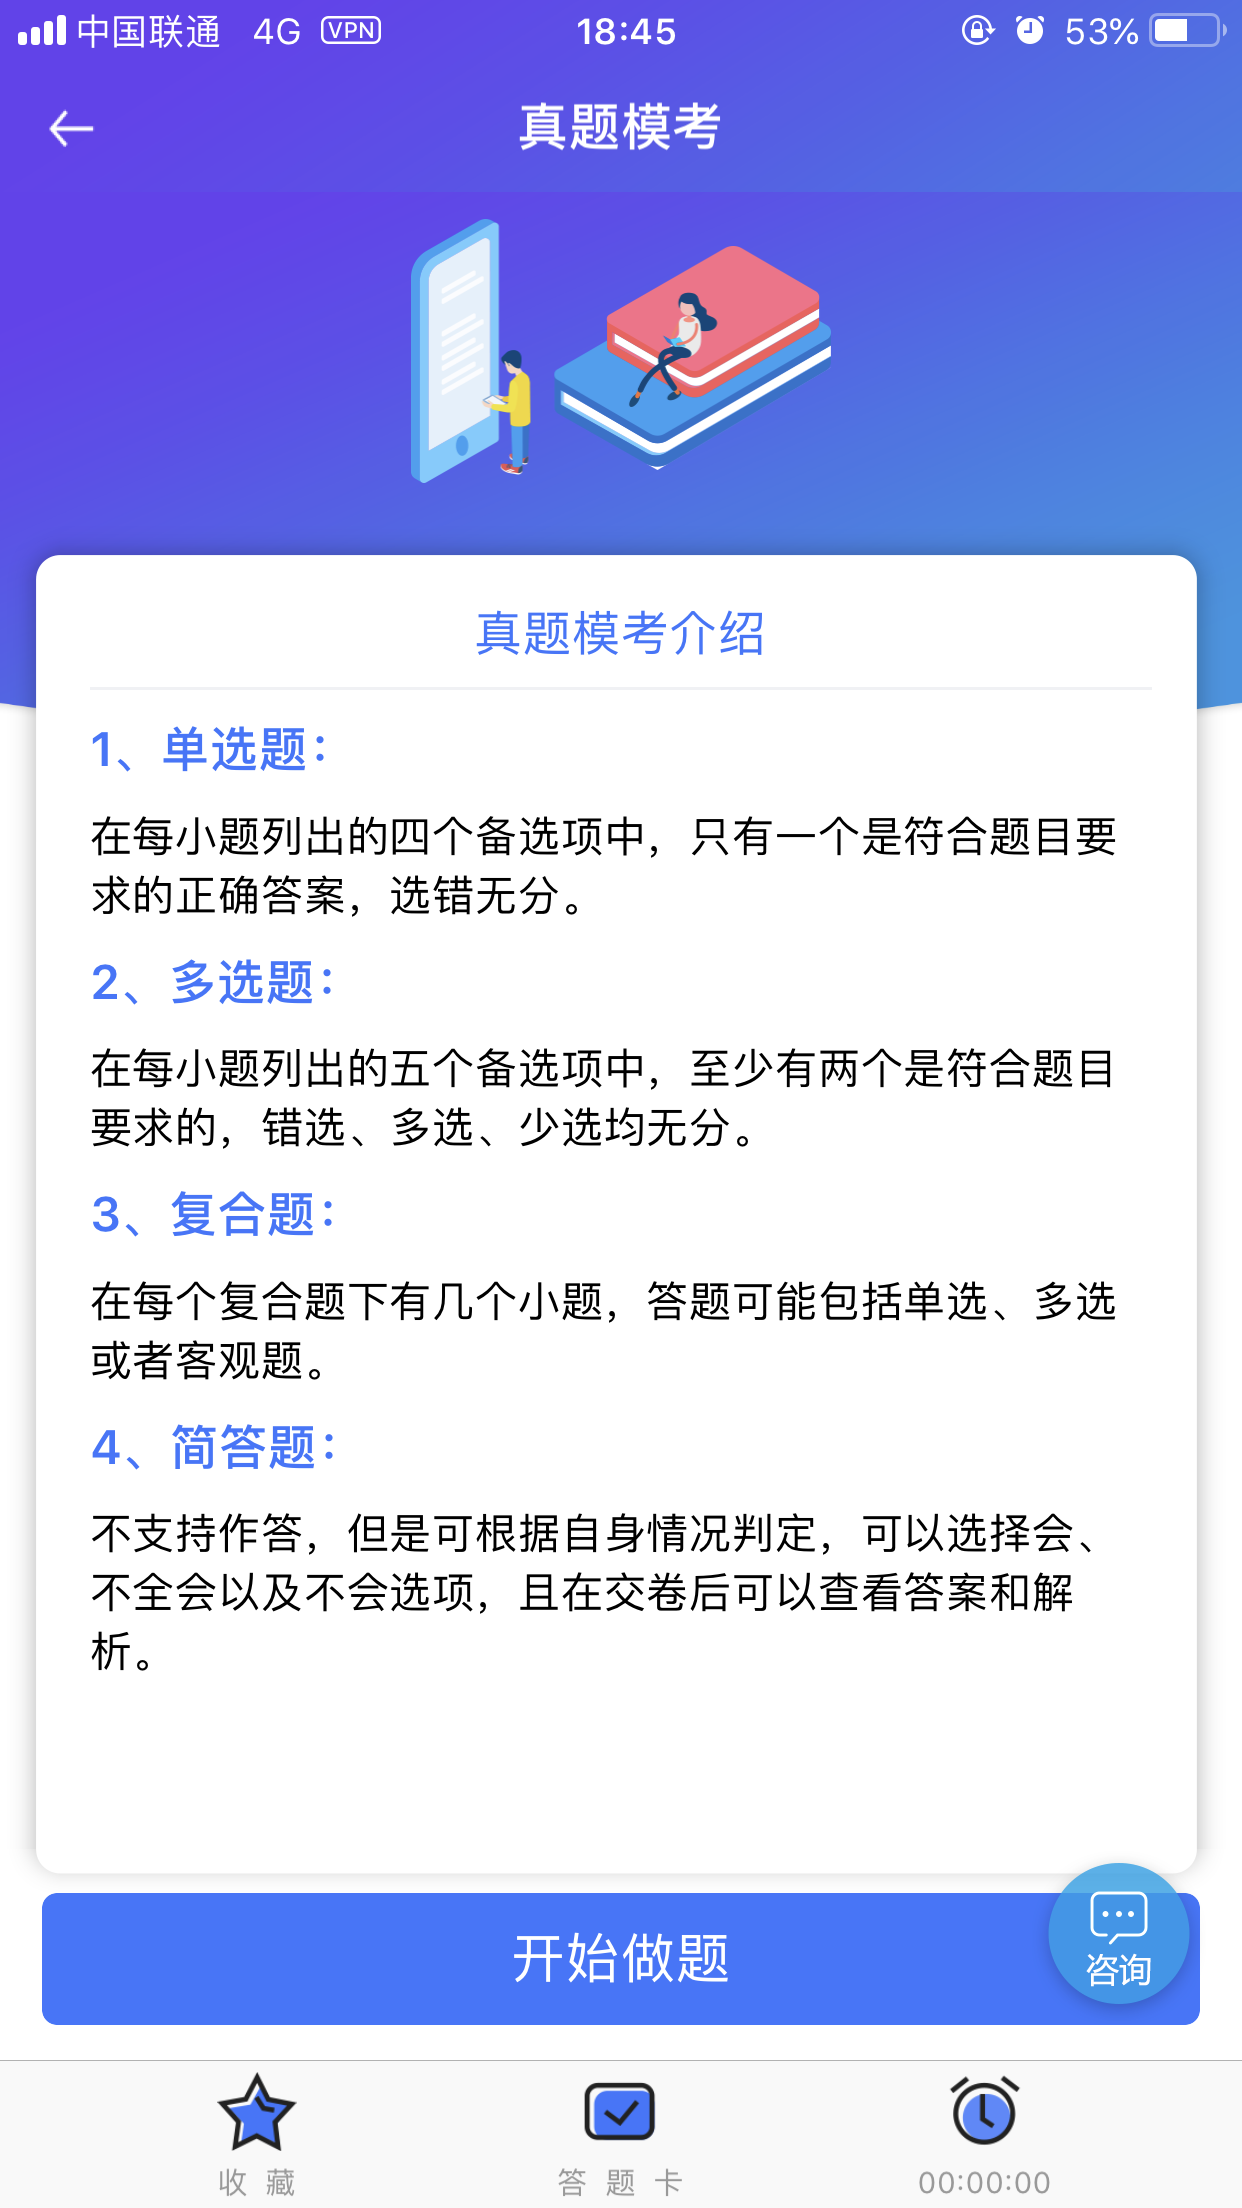 中国联通 4G VPN 18:45 53%
真题模考
真题模考介绍
1、单选题：
在每小题列出的四个备选项中，只有一个是符合题目要
求的正确答案，选错无分。
2、多选题：
在每小题列出的五个备选项中，至少有两个是符合题目
要求的，错选、多选、少选均无分。
3、复合题：
在每个复合题下有几个小题，答题可能包括单选、多选
或者客观题。
4、简答题：
不支持作答，但是可根据自身情况判定，可以选择会、
不全会以及不会选项，且在交卷后可以查看答案和解
析。
开始做题
咨询
收藏 答题卡 00:00:00